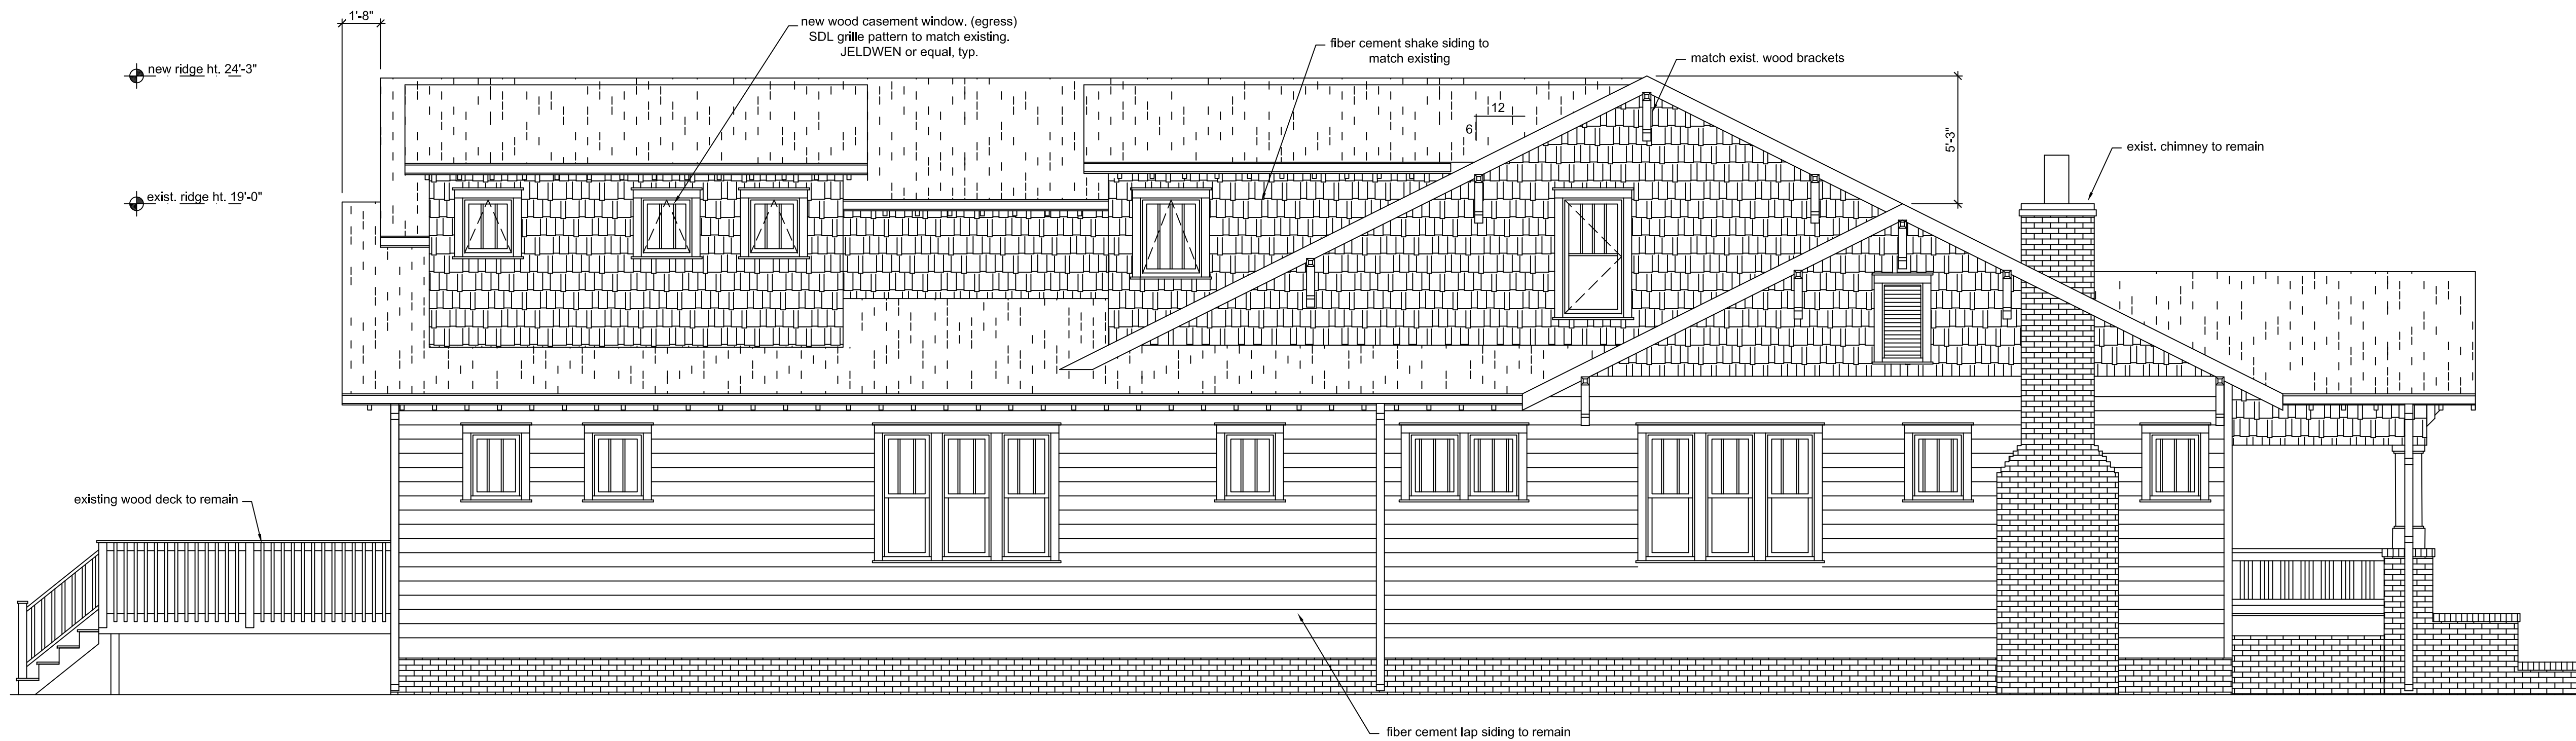 1'-8"
new wood casement window. (egress)
SDL grille pattern to match existing.
JELDWEN or equal, typ.
fiber cement shake siding to
match existing
match exist. wood brackets
new ridge ht. 24'-3"
12
6
5'-3"
exist. chimney to remain
exist. ridge ht. 19'-0"
existing wood deck to remain
fiber cement lap siding to remain